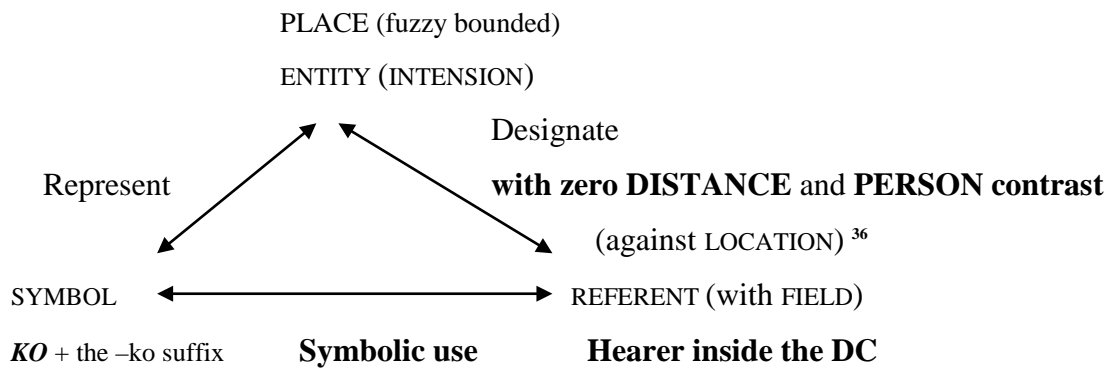 PLACE (fuzzy bounded)
ENTITY (INTENSION)
Designate
Represent with zero DISTANCE and PERSON contrast
(against LOCATION) 36
SYMBOL REFERENT (with FIELD)
KO + the –ko suffix Symbolic use Hearer inside the DC